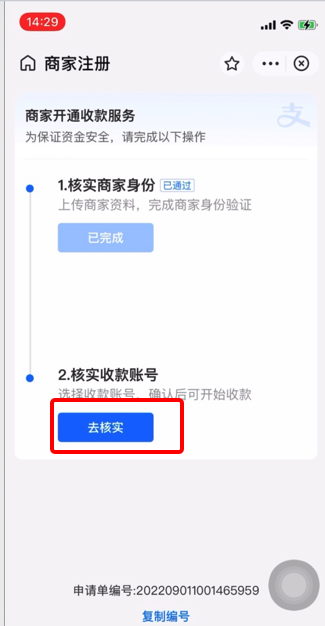 14:29
商家注册
商家开通收款服务
为保证资金安全，请完成以下操作
支
1.核实商家身份 已通过
上传商家资料，完成商家身份验证
已完成
2.核实收款账号
选择收款账号，确认后可开始收款
去核实
申请单编号:202209011001465959
复制编号